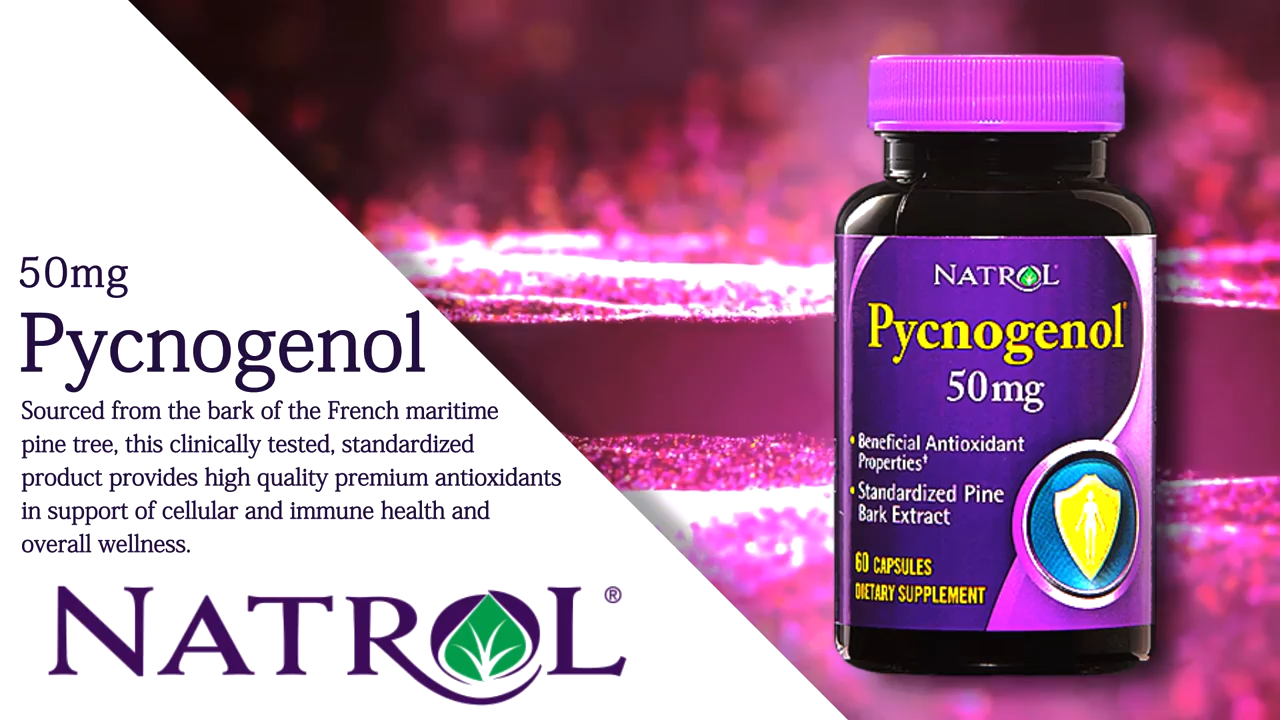 50mg
Pycnogenol
Sourced from the bark of the French maritime
pine tree, this clinically tested, standardized
product provides high quality premium antioxidants
in support of cellular and immune health and
overall wellness.
NATROL®
NATROL®
Pycnogenol®
50mg
• Beneficial Antioxidant
Properties†
• Standardized Pine
Bark Extract
60 CAPSULES
DIETARY SUPPLEMENT